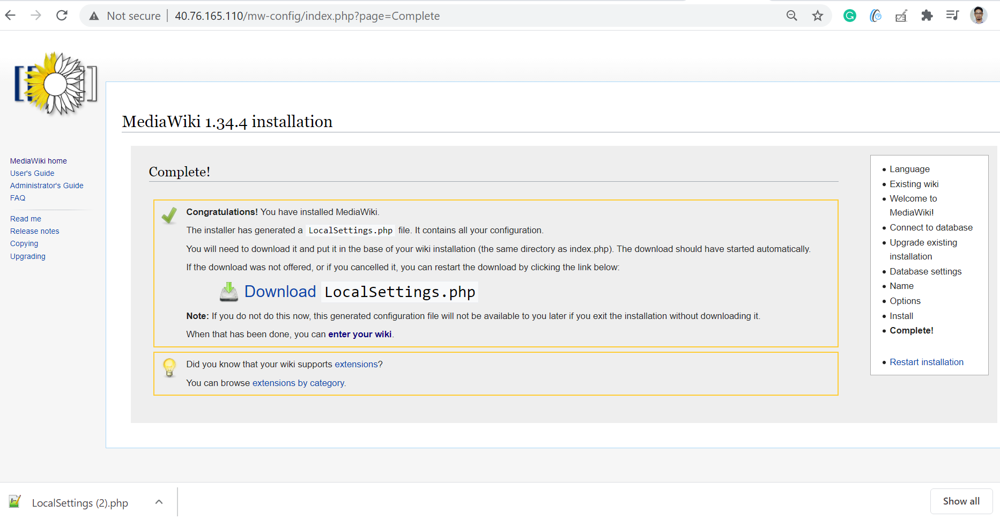 Not secure | 40.76.165.110/mw-config/index.php?page=Complete
MediaWiki home
User's Guide
Administrator's Guide
FAQ
Read me
Release notes
Copying
Upgrading
MediaWiki 1.34.4 installation
Complete!
Congratulations! You have installed MediaWiki.
The installer has generated a LocalSettings.php file. It contains all your configuration.
You will need to download it and put it in the base of your wiki installation (the same directory as index.php). The download should have started automatically.
If the download was not offered, or if you cancelled it, you can restart the download by clicking the link below:
Download LocalSettings.php
Note: If you do not do this now, this generated configuration file will not be available to you later if you exit the installation without downloading it.
When that has been done, you can enter your wiki.
Did you know that your wiki supports extensions?
You can browse extensions by category.
Language
Existing wiki
Welcome to
MediaWiki!
Connect to database
Upgrade existing
installation
Database settings
Name
Options
Install
Complete!
Restart installation
LocalSettings (2).php
Show all